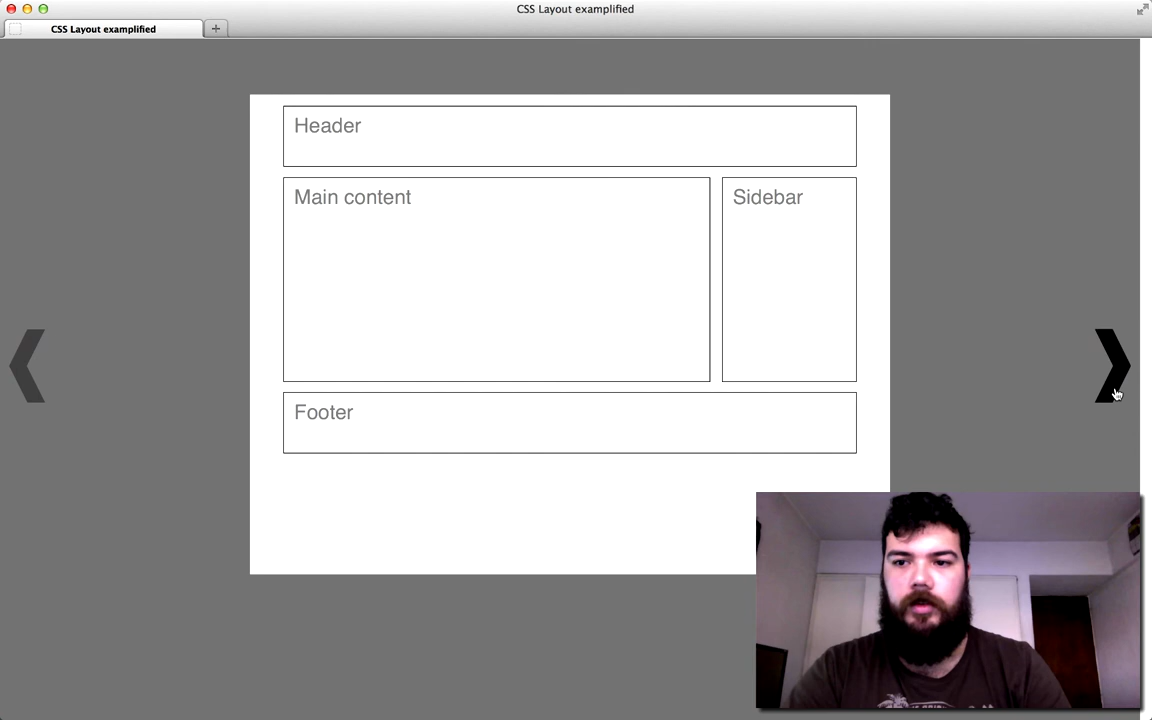 CSS Layout examplified
CSS Layout examplified
Header
Main content
Sidebar
Footer